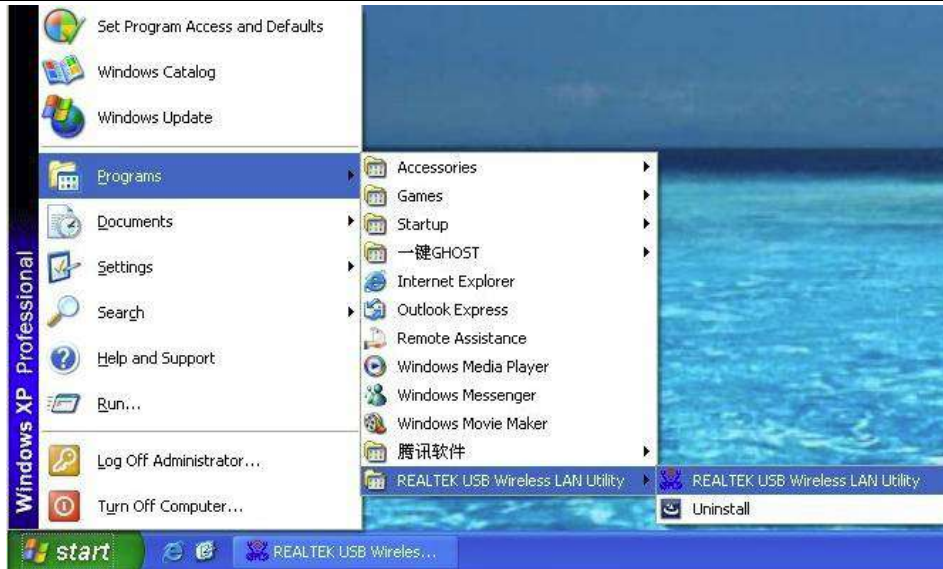 Set Program Access and Defaults
Windows Catalog
Windows Update
Programs
Documents
Settings
Search
Help and Support
Run...
Log Off Administrator...
Turn Off Computer...
Windows XP Professional
Accessories
Games
Startup
一键GHOST
Internet Explorer
Outlook Express
Remote Assistance
Windows Media Player
Windows Messenger
Windows Movie Maker
腾讯软件
REALTEK USB Wireless LAN Utility
REALTEK USB Wireless LAN Utility
Uninstall
start
REALTEK USB Wireles...